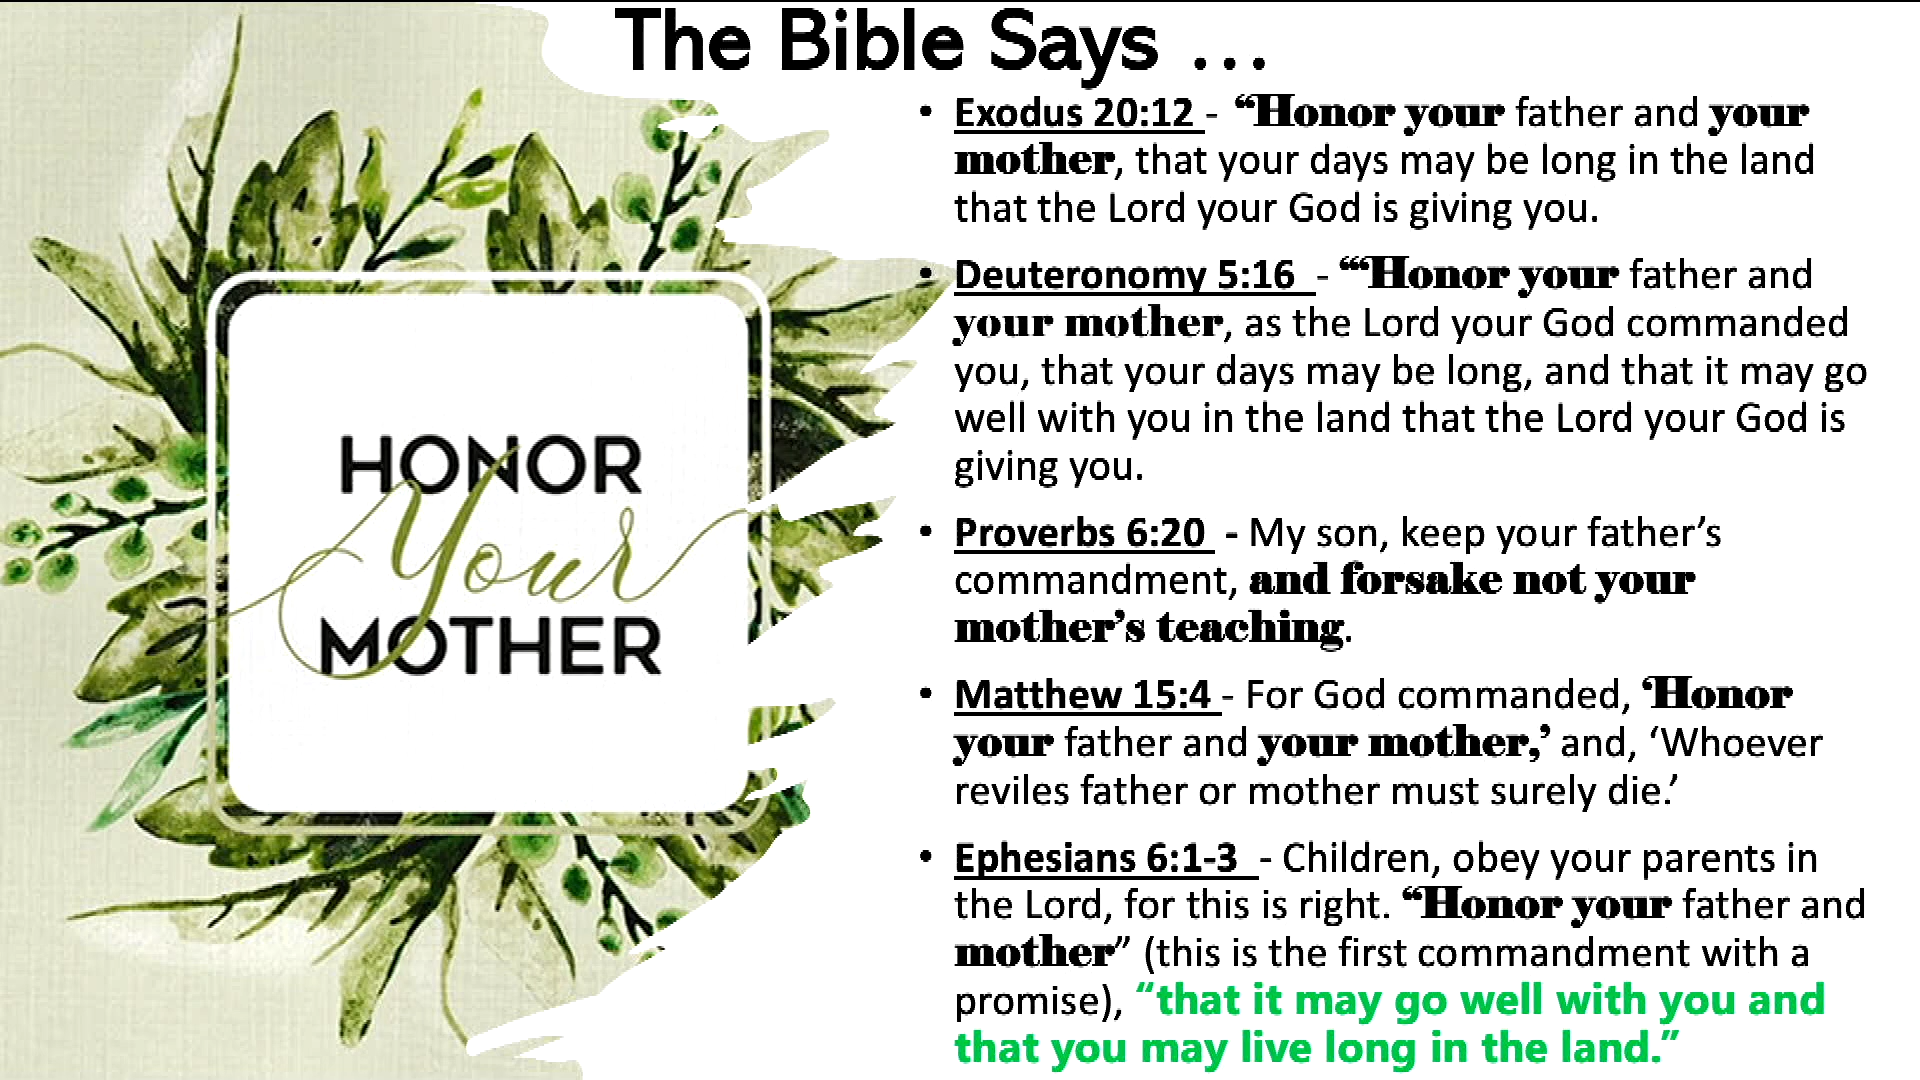 The Bible Says …
HONOR
Your
MOTHER
• Exodus 20:12 - “Honor your father and your
mother, that your days may be long in the land
that the Lord your God is giving you.
• Deuteronomy 5:16 - “‘Honor your father and
your mother, as the Lord your God commanded
you, that your days may be long, and that it may go
well with you in the land that the Lord your God is
giving you.
• Proverbs 6:20 - My son, keep your father’s
commandment, and forsake not your
mother’s teaching.
• Matthew 15:4 - For God commanded, ‘Honor
your father and your mother,’ and, ‘Whoever
reviles father or mother must surely die.’
• Ephesians 6:1-3 - Children, obey your parents in
the Lord, for this is right. “Honor your father and
mother” (this is the first commandment with a
promise), “that it may go well with you and
that you may live long in the land.”